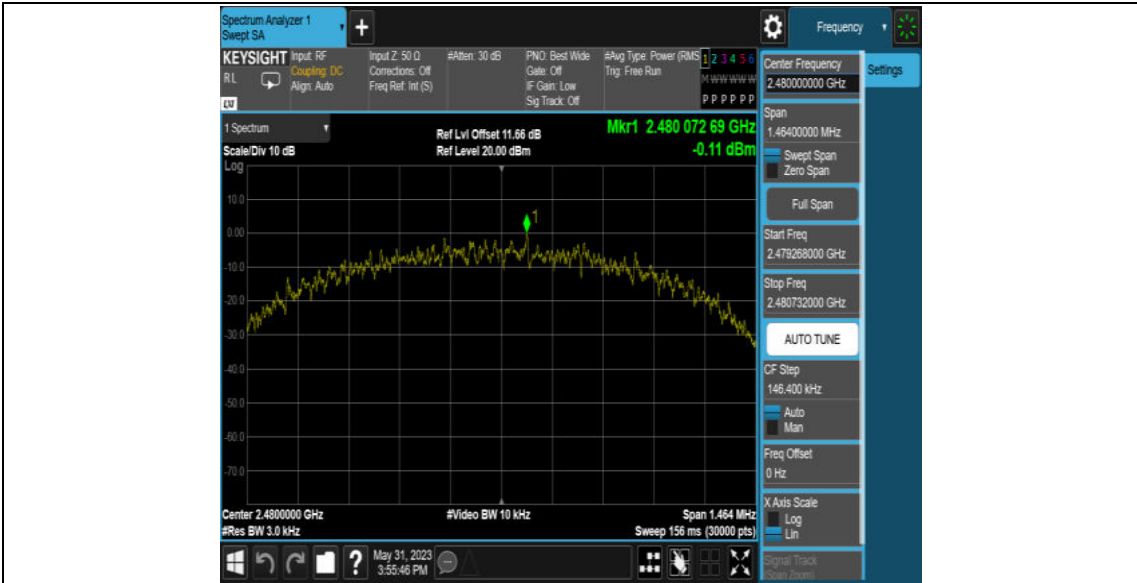 Spectrum Analyzer 1
Swept SA
+
Frequency
KEYSIGHT
RL
LXI
Input: RF
Coupling: DC
Align: Auto
Input Z: 50 Ω
Corrections: Off
Freq Ref: Int (S)
#Atten: 30 dB
PNO: Best Wide
Gate: Off
IF Gain: Low
Sig Track: Off
#Avg Type: Power (RMS
Trig: Free Run
1 2 3 4 5 6
M W W W W W
P P P P P P
Center Frequency
2.480000000 GHz
Settings
Span
1.46400000 MHz
Swept Span
Zero Span
Full Span
Start Freq
2.479268000 GHz
Stop Freq
2.480732000 GHz
AUTO TUNE
CF Step
146.400 kHz
Auto
Man
Freq Offset
0 Hz
X Axis Scale
Log
Lin
Signal Track
(Span Zoom)
1 Spectrum
Scale/Div 10 dB
Ref Lvl Offset 11.66 dB
Ref Level 20.00 dBm
Mkr1 2.480 072 69 GHz
-0.11 dBm
Log
1
10.0
0.00
-10.0
-20.0
-30.0
-40.0
-50.0
-60.0
-70.0
Center 2.4800000 GHz
#Res BW 3.0 kHz
#Video BW 10 kHz
Span 1.464 MHz
Sweep 156 ms (30000 pts)
?
May 31, 2023
3:55:46 PM